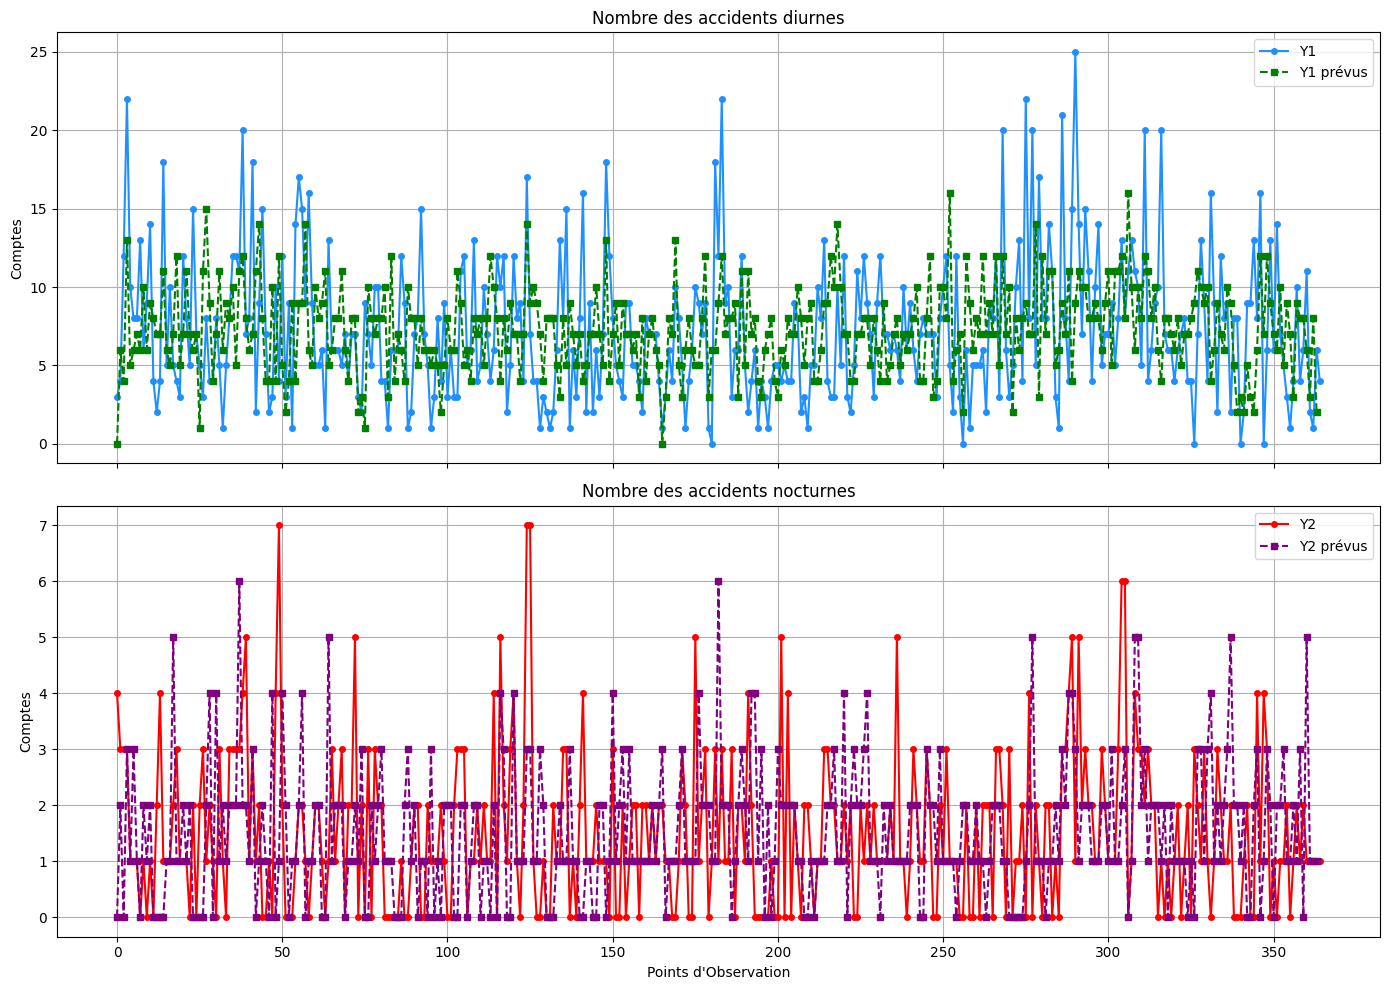 Nombre des accidents diurnes
Comptes
25
20
15
10
5
0
Y1
Y1 prévus
Nombre des accidents nocturnes
Comptes
7
6
5
4
3
2
1
0
Y2
Y2 prévus
0 50 100 150 200 250 300 350
Points d'Observation